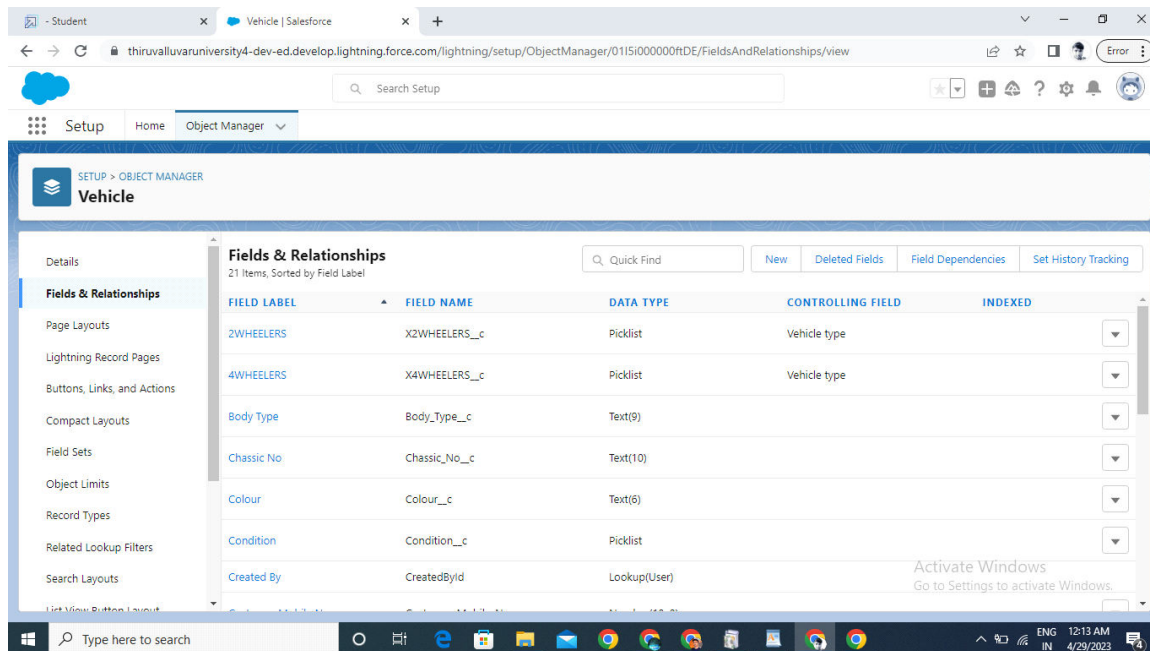 - Student
Vehicle | Salesforce
thiruvalluvaruniversity4-dev-ed.develop.lightning.force.com/lightning/setup/ObjectManager/01I5i000000ftDE/FieldsAndRelationships/view
Error
Search Setup
Setup Home Object Manager
SETUP > OBJECT MANAGER
Vehicle
Details
Fields & Relationships
Page Layouts
Lightning Record Pages
Buttons, Links, and Actions
Compact Layouts
Field Sets
Object Limits
Record Types
Related Lookup Filters
Search Layouts
List View Button Layout
Fields & Relationships
21 Items, Sorted by Field Label
Quick Find
New Deleted Fields Field Dependencies Set History Tracking
FIELD LABEL FIELD NAME DATA TYPE CONTROLLING FIELD INDEXED
2WHEELERS X2WHEELERS__c Picklist Vehicle type
4WHEELERS X4WHEELERS__c Picklist Vehicle type
Body Type Body_Type__c Text(9)
Chassic No Chassic_No__c Text(10)
Colour Colour__c Text(6)
Condition Condition__c Picklist
Created By CreatedById Lookup(User)
Activate Windows
Go to Settings to activate Windows.
Type here to search
ENG 12:13 AM
IN 4/29/2023
4